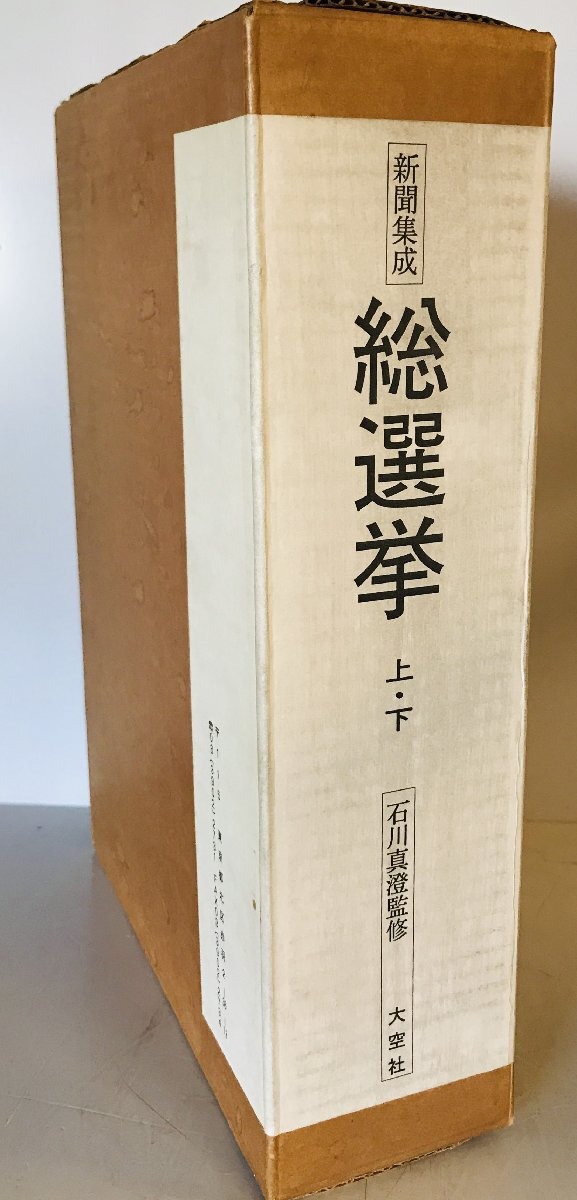 新聞集成
総選挙
上・下
石川真澄監修
大空社